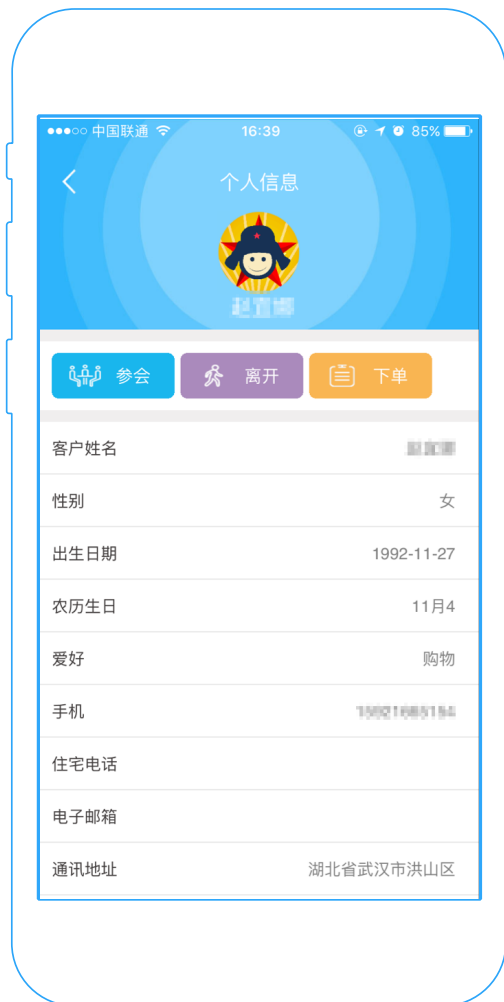 中国联通 16:39 85%
个人信息
参会 离开 下单
客户姓名
性别 女
出生日期 1992-11-27
农历生日 11月4
爱好 购物
手机
住宅电话
电子邮箱
通讯地址 湖北省武汉市洪山区